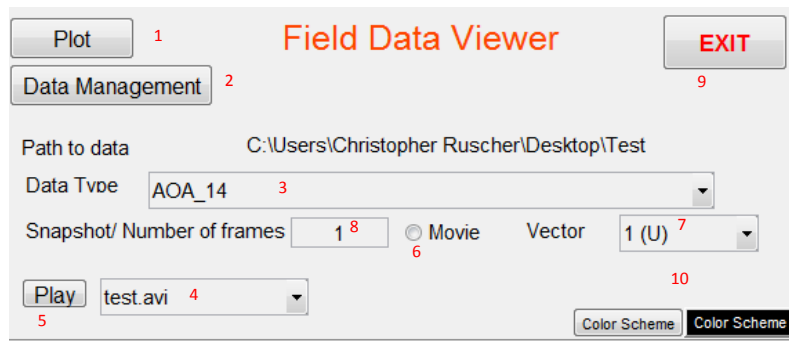 Plot 1 Field Data Viewer EXIT
Data Management 2 9
Path to data C:\Users\Christopher Ruscher\Desktop\Test
Data Type AOA_14 3
Snapshot/ Number of frames 1 8 Movie Vector 1 (U) 7
6
10
Play test.avi 4
5 Color Scheme Color Scheme